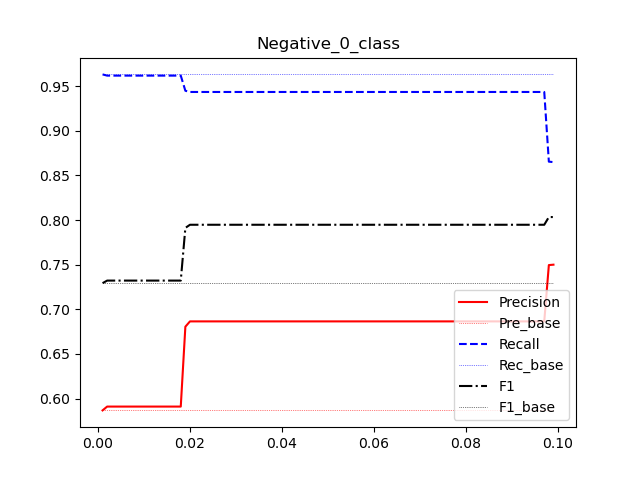 Negative_0_class
0.95
0.90
0.85
0.80
0.75
0.70
0.65
0.60
Precision
Pre_base
Recall
Rec_base
F1
F1_base
0.00 0.02 0.04 0.06 0.08 0.10